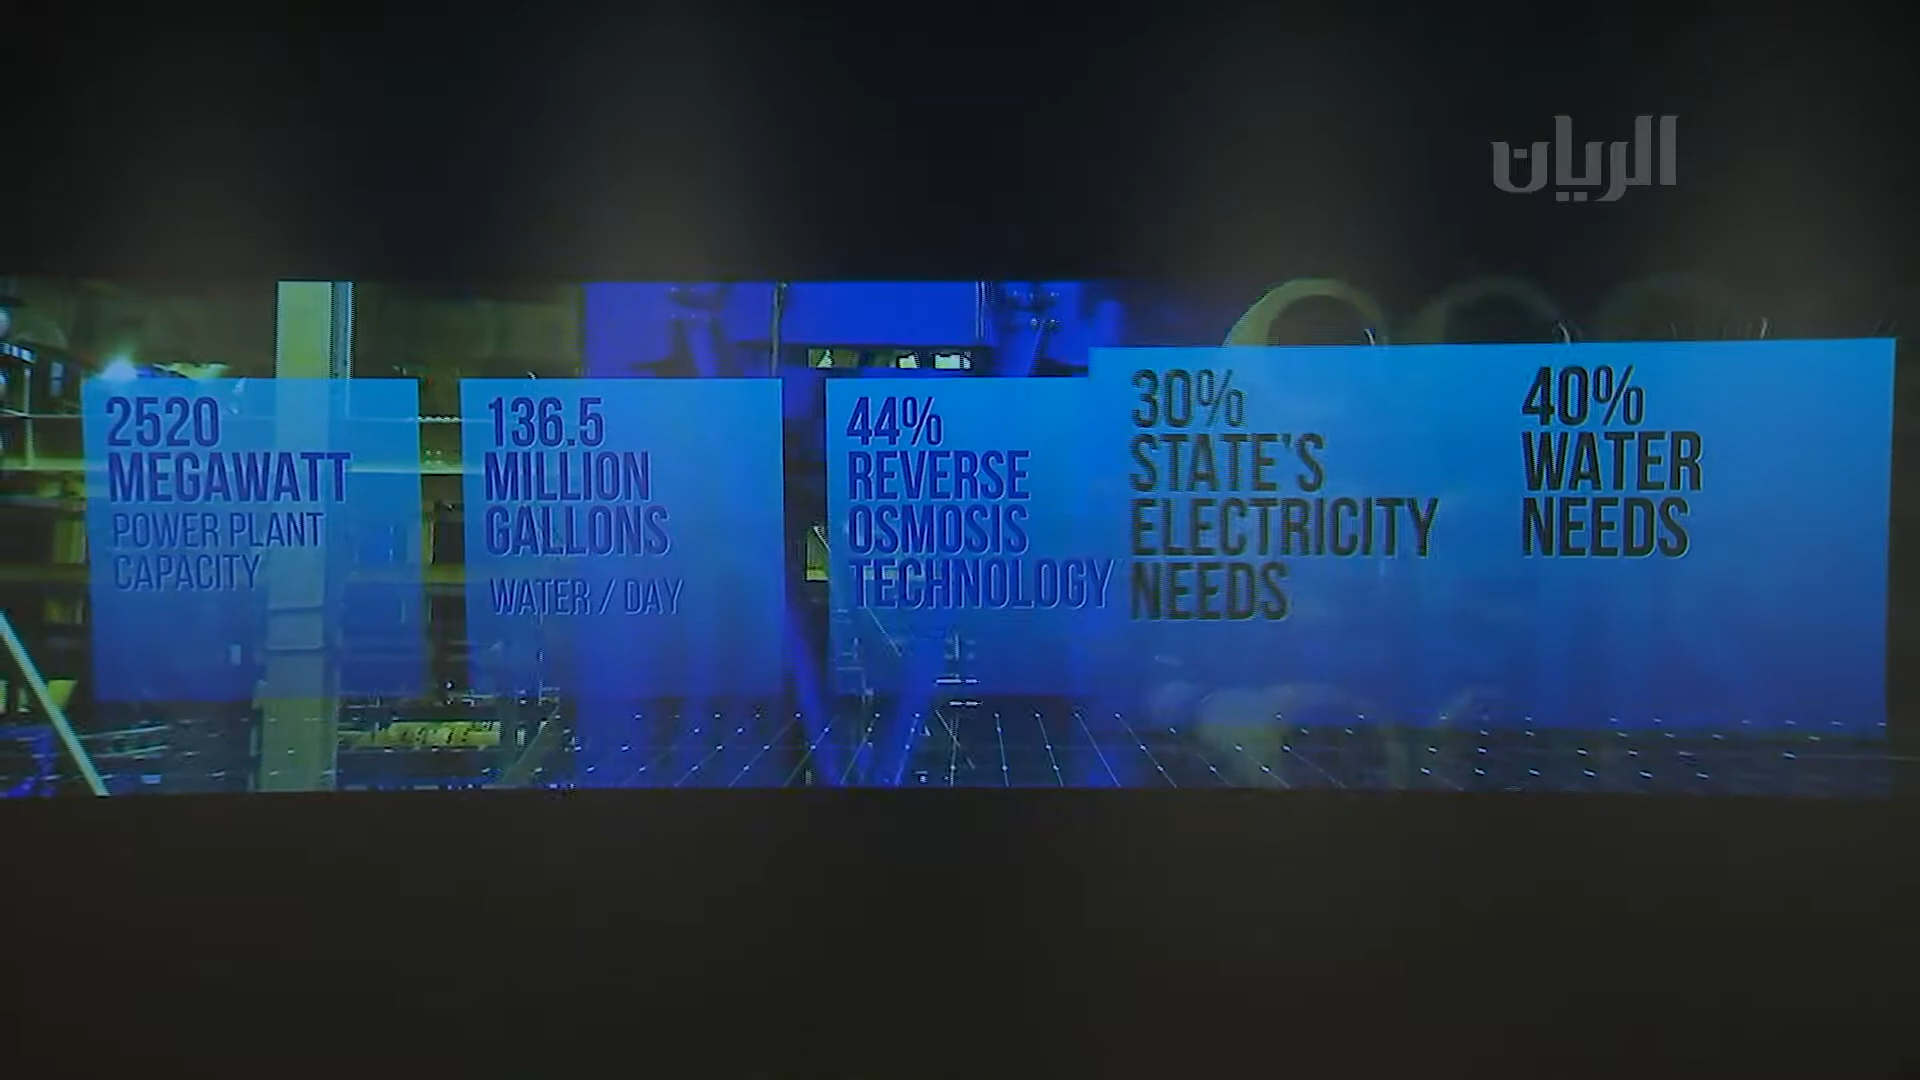 الريان
2520
MEGAWATT
POWER PLANT
CAPACITY
136.5
MILLION
GALLONS
WATER / DAY
44%
REVERSE
OSMOSIS
TECHNOLOGY
30%
STATE'S
ELECTRICITY
NEEDS
40%
WATER
NEEDS